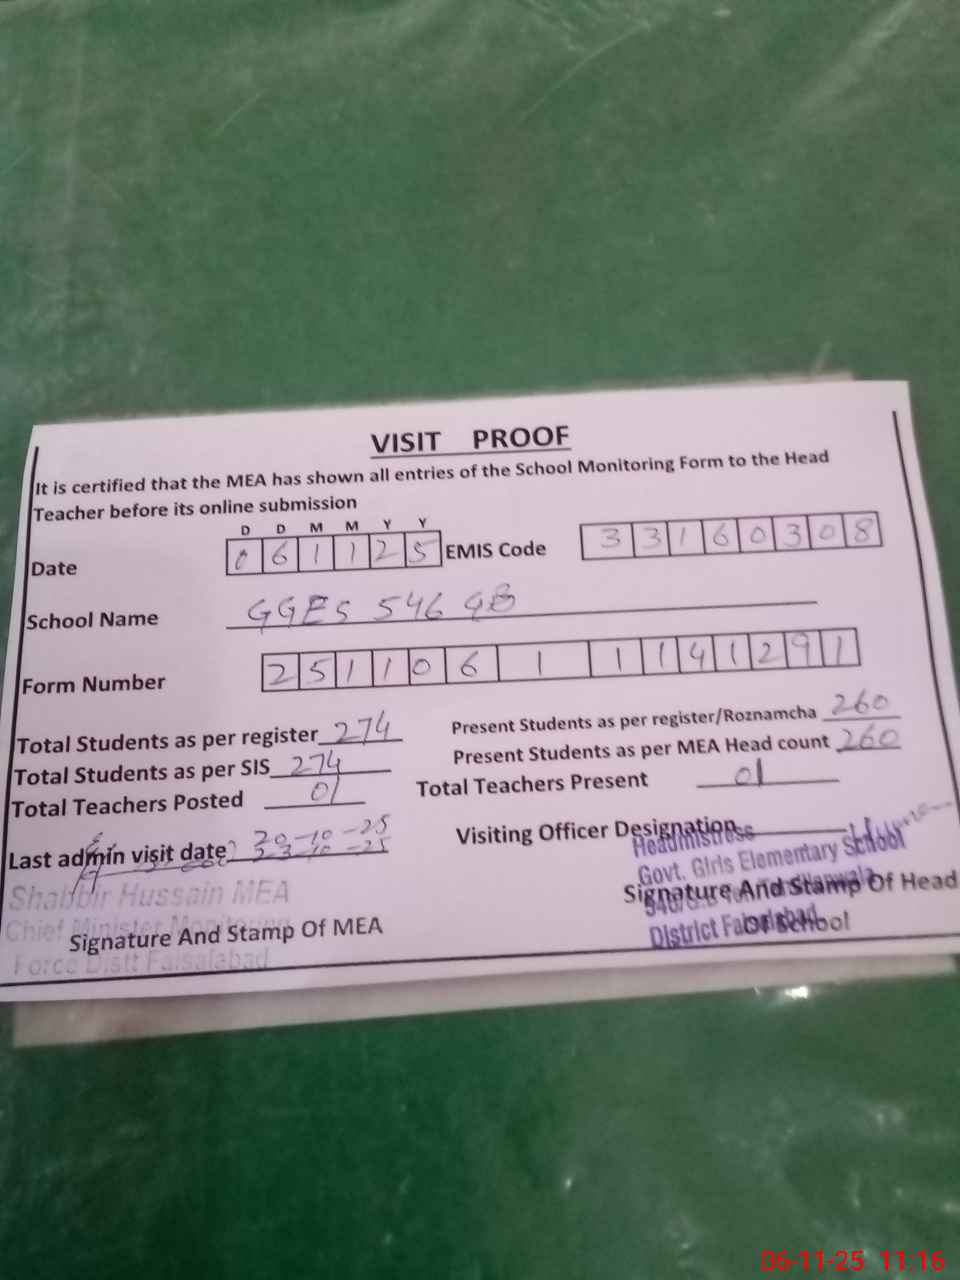 VISIT PROOF
It is certified that the MEA has shown all entries of the School Monitoring Form to the Head
Teacher before its online submission
D D M M Y Y
Date 0 6 1 1 2 5 EMIS Code 3 3 1 6 0 3 0 8
School Name GGES 546 GB
Form Number 2 5 1 1 0 6 1 1 1 4 1 2 9 1
Total Students as per register 274 Present Students as per register/Roznamcha 260
Total Students as per SIS 274 Present Students as per MEA Head count 260
Total Teachers Posted 01 Total Teachers Present 01
Last admin visit date 23-10-25 Visiting Officer Designation
Headmistress
Shabbir Hussain MEA Govt. Girls Elementary School
Chief Minister Monitoring Signature And Stamp Of Head
Signature And Stamp Of MEA Of School
Force Distt Faisalabad District Faisalabad
06-11-25 11:16